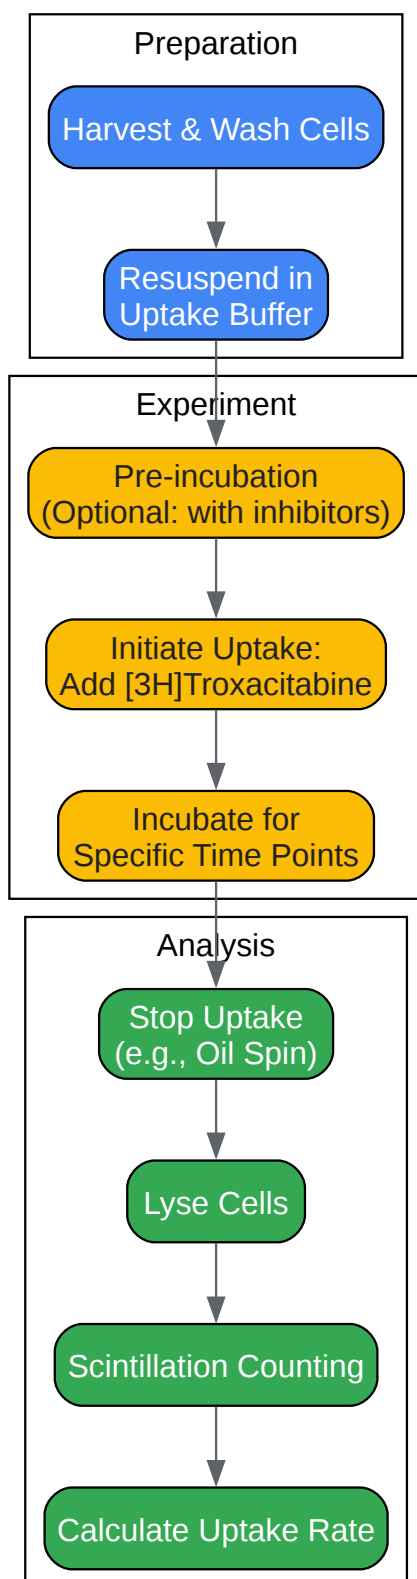 Preparation
Harvest & Wash Cells
Resuspend in
Uptake Buffer
Experiment
Pre-incubation
(Optional: with inhibitors)
Initiate Uptake:
Add [3H]Troxacitabine
Incubate for
Specific Time Points
Analysis
Stop Uptake
(e.g., Oil Spin)
Lyse Cells
Scintillation Counting
Calculate Uptake Rate